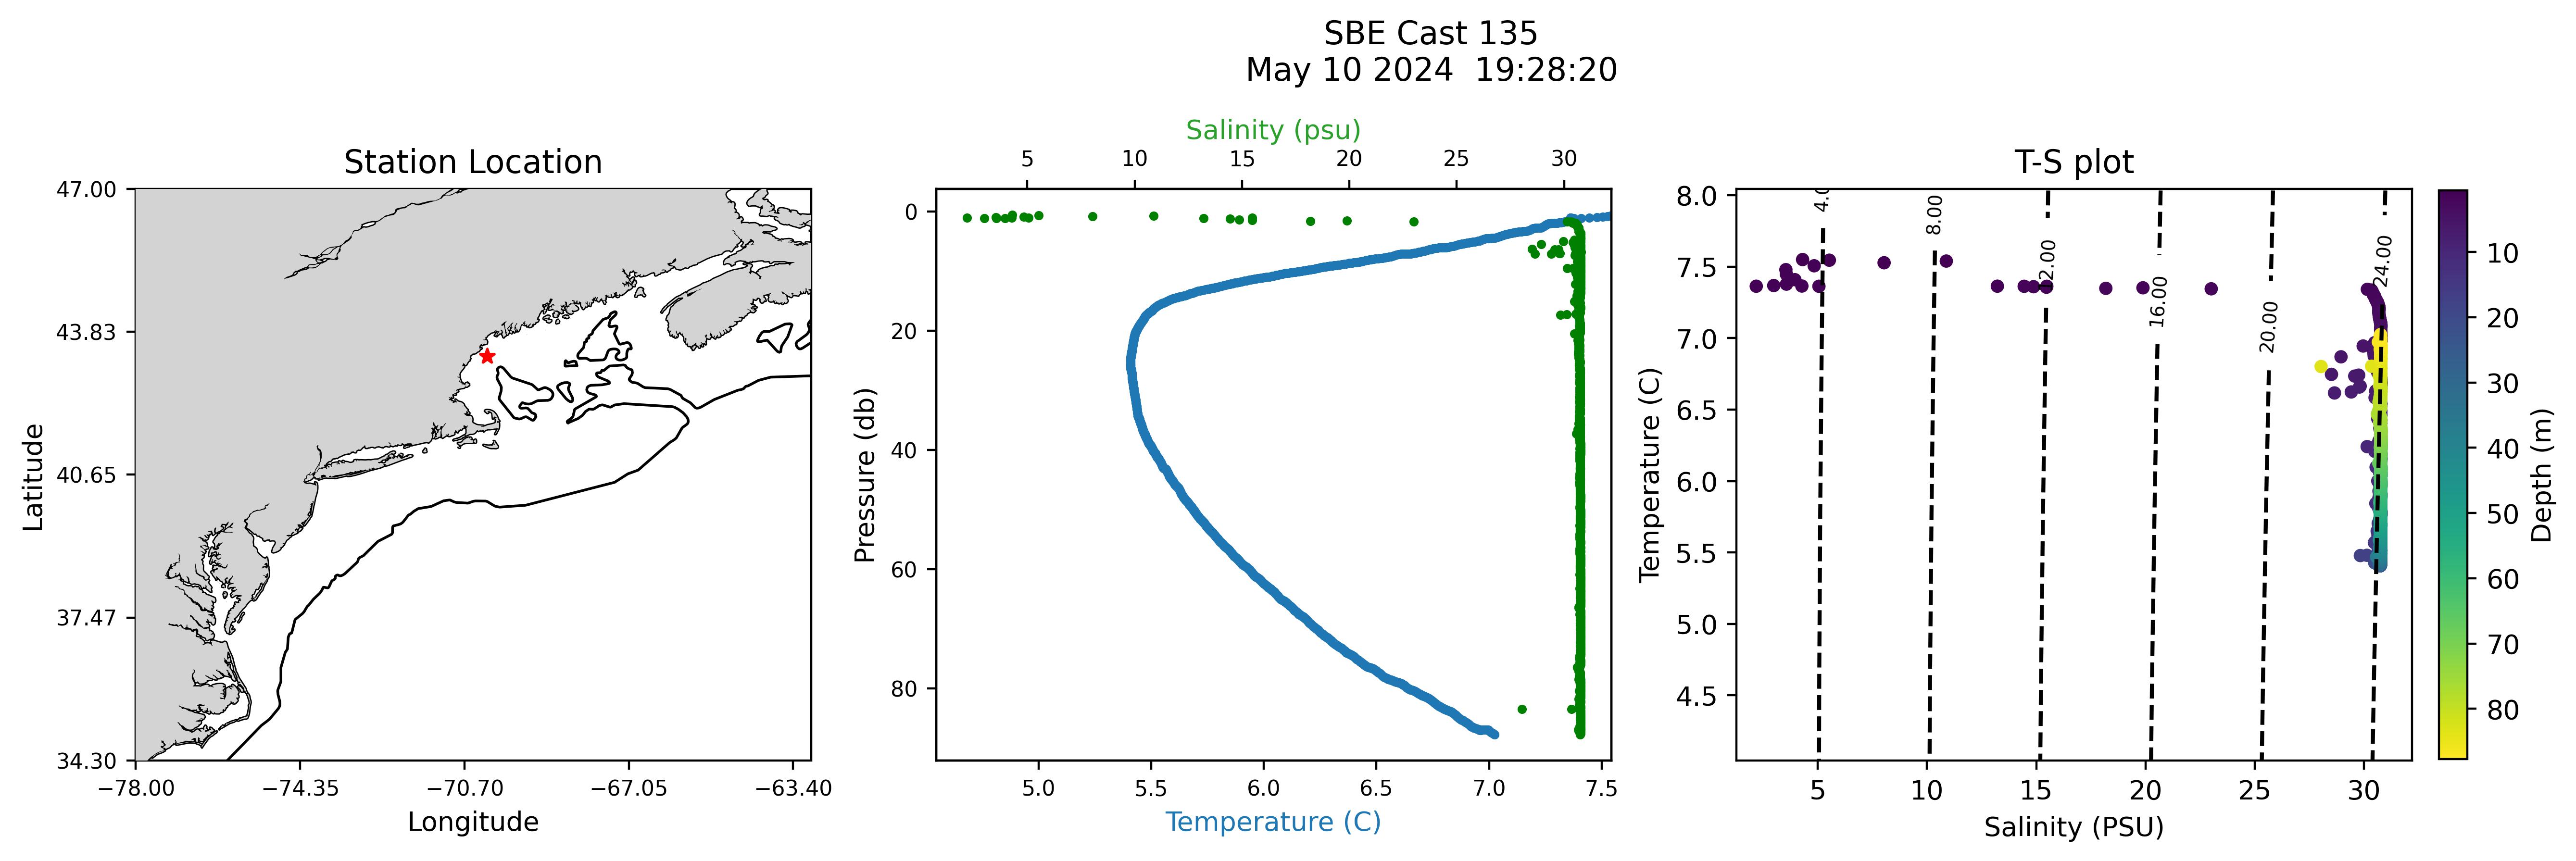 SBE Cast 135
May 10 2024  19:28:20
Station Location
47.00
43.83
40.65
37.47
34.30
Latitude
−78.00 −74.35 −70.70 −67.05 −63.40
Longitude
Salinity (psu)
5 10 15 20 25 30
0
20
40
60
80
Pressure (db)
5.0 5.5 6.0 6.5 7.0 7.5
Temperature (C)
T-S plot
8.0
7.5
7.0
6.5
6.0
5.5
5.0
4.5
Temperature (C)
8.00
16.00
20.00
24.00
5 10 15 20 25 30
Salinity (PSU)
10
20
30
40
50
60
70
80
Depth (m)